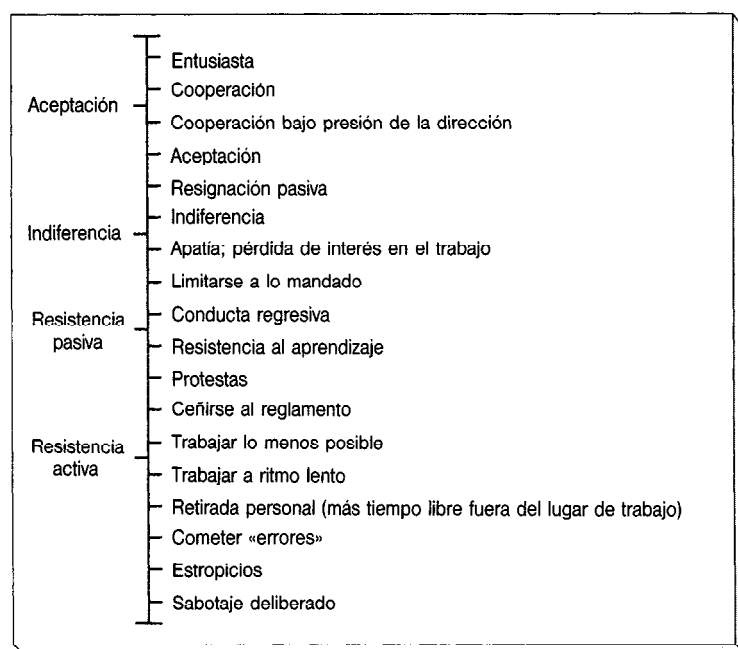 Entusiasta
Cooperación
Aceptación
Cooperación bajo presión de la dirección
Aceptación
Resignación pasiva
Indiferencia
Indiferencia
Apatía; pérdida de interés en el trabajo
Limitarse a lo mandado
Resistencia
pasiva
Conducta regresiva
Resistencia al aprendizaje
Protestas
Ceñirse al reglamento
Resistencia
activa
Trabajar lo menos posible
Trabajar a ritmo lento
Retirada personal (más tiempo libre fuera del lugar de trabajo)
Cometer «errores»
Estropicios
Sabotaje deliberado